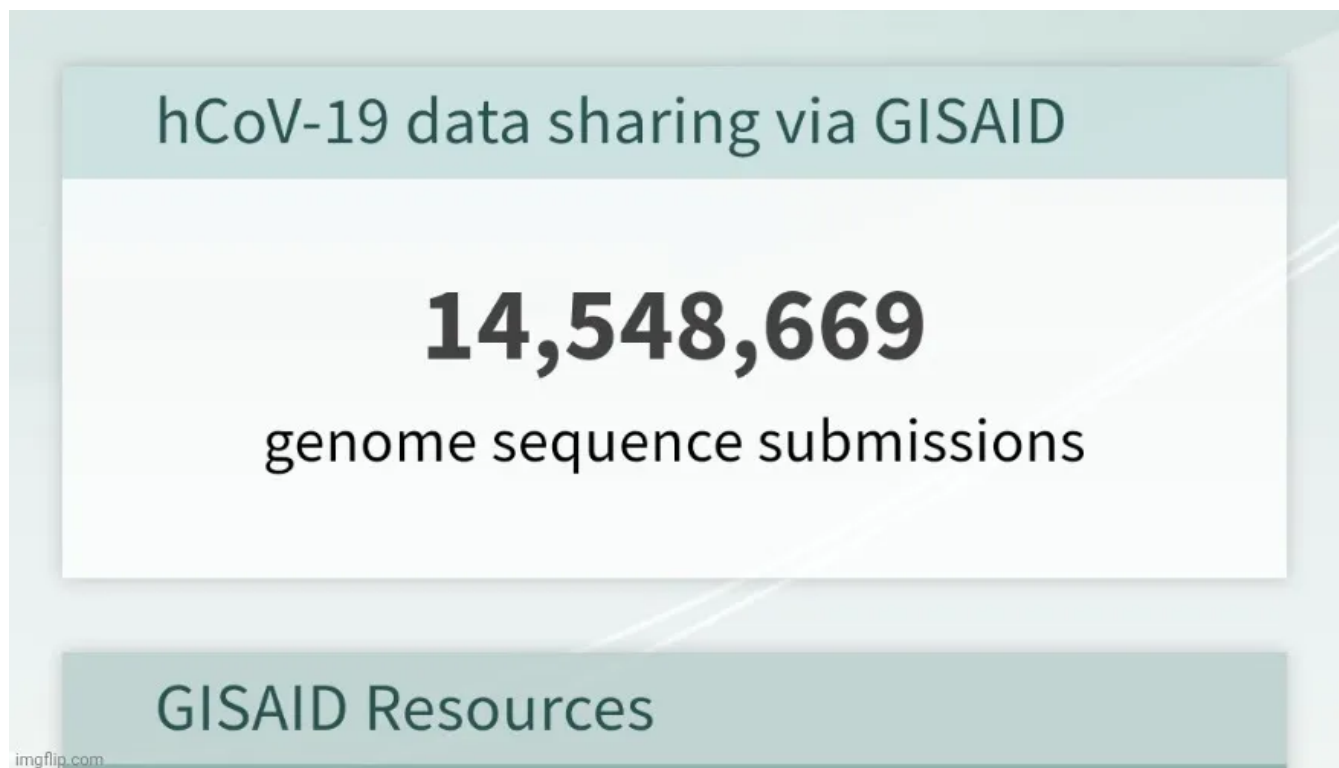 hCoV-19 data sharing via GISAID
14,548,669
genome sequence submissions
GISAID Resources
imgflip.com